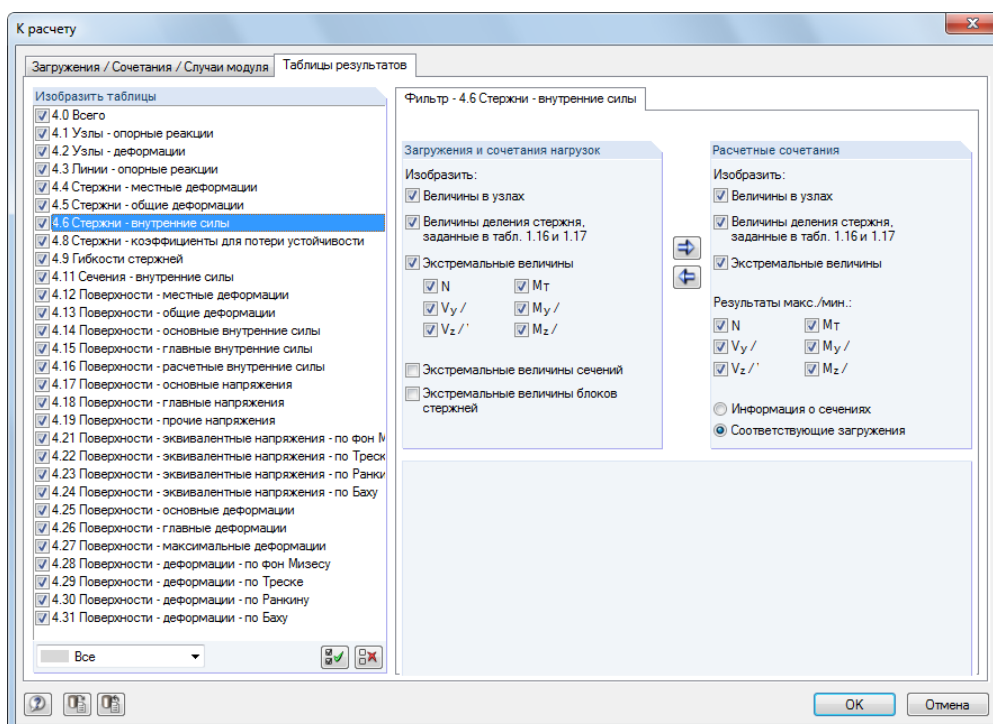 К расчету
Загружения / Сочетания / Случаи модуля
Таблицы результатов
Изобразить таблицы
4.0 Всего
4.1 Узлы - опорные реакции
4.2 Узлы - деформации
4.3 Линии - опорные реакции
4.4 Стержни - местные деформации
4.5 Стержни - общие деформации
4.6 Стержни - внутренние силы
4.8 Стержни - коэффициенты для потери устойчивости
4.9 Гибкости стержней
4.11 Сечения - внутренние силы
4.12 Поверхности - местные деформации
4.13 Поверхности - общие деформации
4.14 Поверхности - основные внутренние силы
4.15 Поверхности - главные внутренние силы
4.16 Поверхности - расчетные внутренние силы
4.17 Поверхности - основные напряжения
4.18 Поверхности - главные напряжения
4.19 Поверхности - прочие напряжения
4.21 Поверхности - эквивалентные напряжения - по фон М
4.22 Поверхности - эквивалентные напряжения - по Треск
4.23 Поверхности - эквивалентные напряжения - по Ранки
4.24 Поверхности - эквивалентные напряжения - по Баху
4.25 Поверхности - основные деформации
4.26 Поверхности - главные деформации
4.27 Поверхности - максимальные деформации
4.28 Поверхности - деформации - по фон Мизесу
4.29 Поверхности - деформации - по Треске
4.30 Поверхности - деформации - по Ранкину
4.31 Поверхности - деформации - по Баху
Все
Фильтр - 4.6 Стержни - внутренние силы
Загружения и сочетания нагрузок
Изобразить:
Величины в узлах
Величины деления стержня,
заданные в табл. 1.16 и 1.17
Экстремальные величины
N
MT
Vy /
My /
Vz / '
Mz /
Экстремальные величины сечений
Экстремальные величины блоков
стержней
Расчетные сочетания
Изобразить:
Величины в узлах
Величины деления стержня,
заданные в табл. 1.16 и 1.17
Экстремальные величины
Результаты макс./мин.:
N
MT
Vy /
My /
Vz / '
Mz /
Информация о сечениях
Соответствующие загружения
OK
Отмена